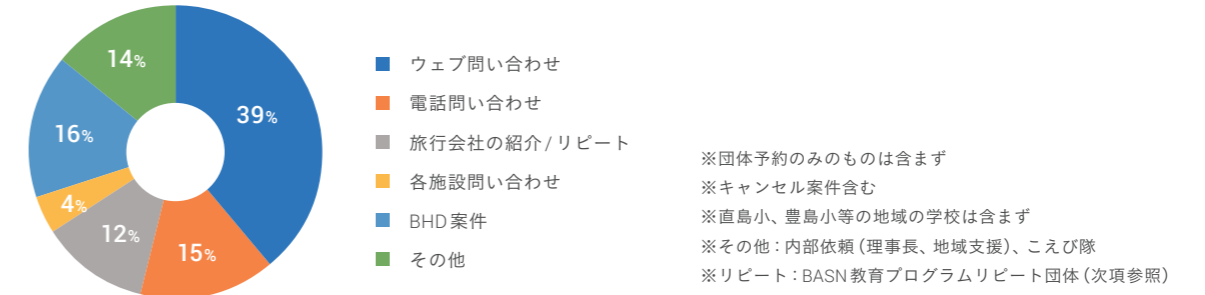 14%
39%
16%
4%
12%
15%
ウェブ問い合わせ
電話問い合わせ
旅行会社の紹介/リピート
各施設問い合わせ
BHD案件
その他
※団体予約のみのものは含まず
※キャンセル案件含む
※直島小、豊島小等の地域の学校は含まず
※その他：内部依頼（理事長、地域支援）、こえび隊
※リピート：BASN教育プログラムリピート団体（次項参照）